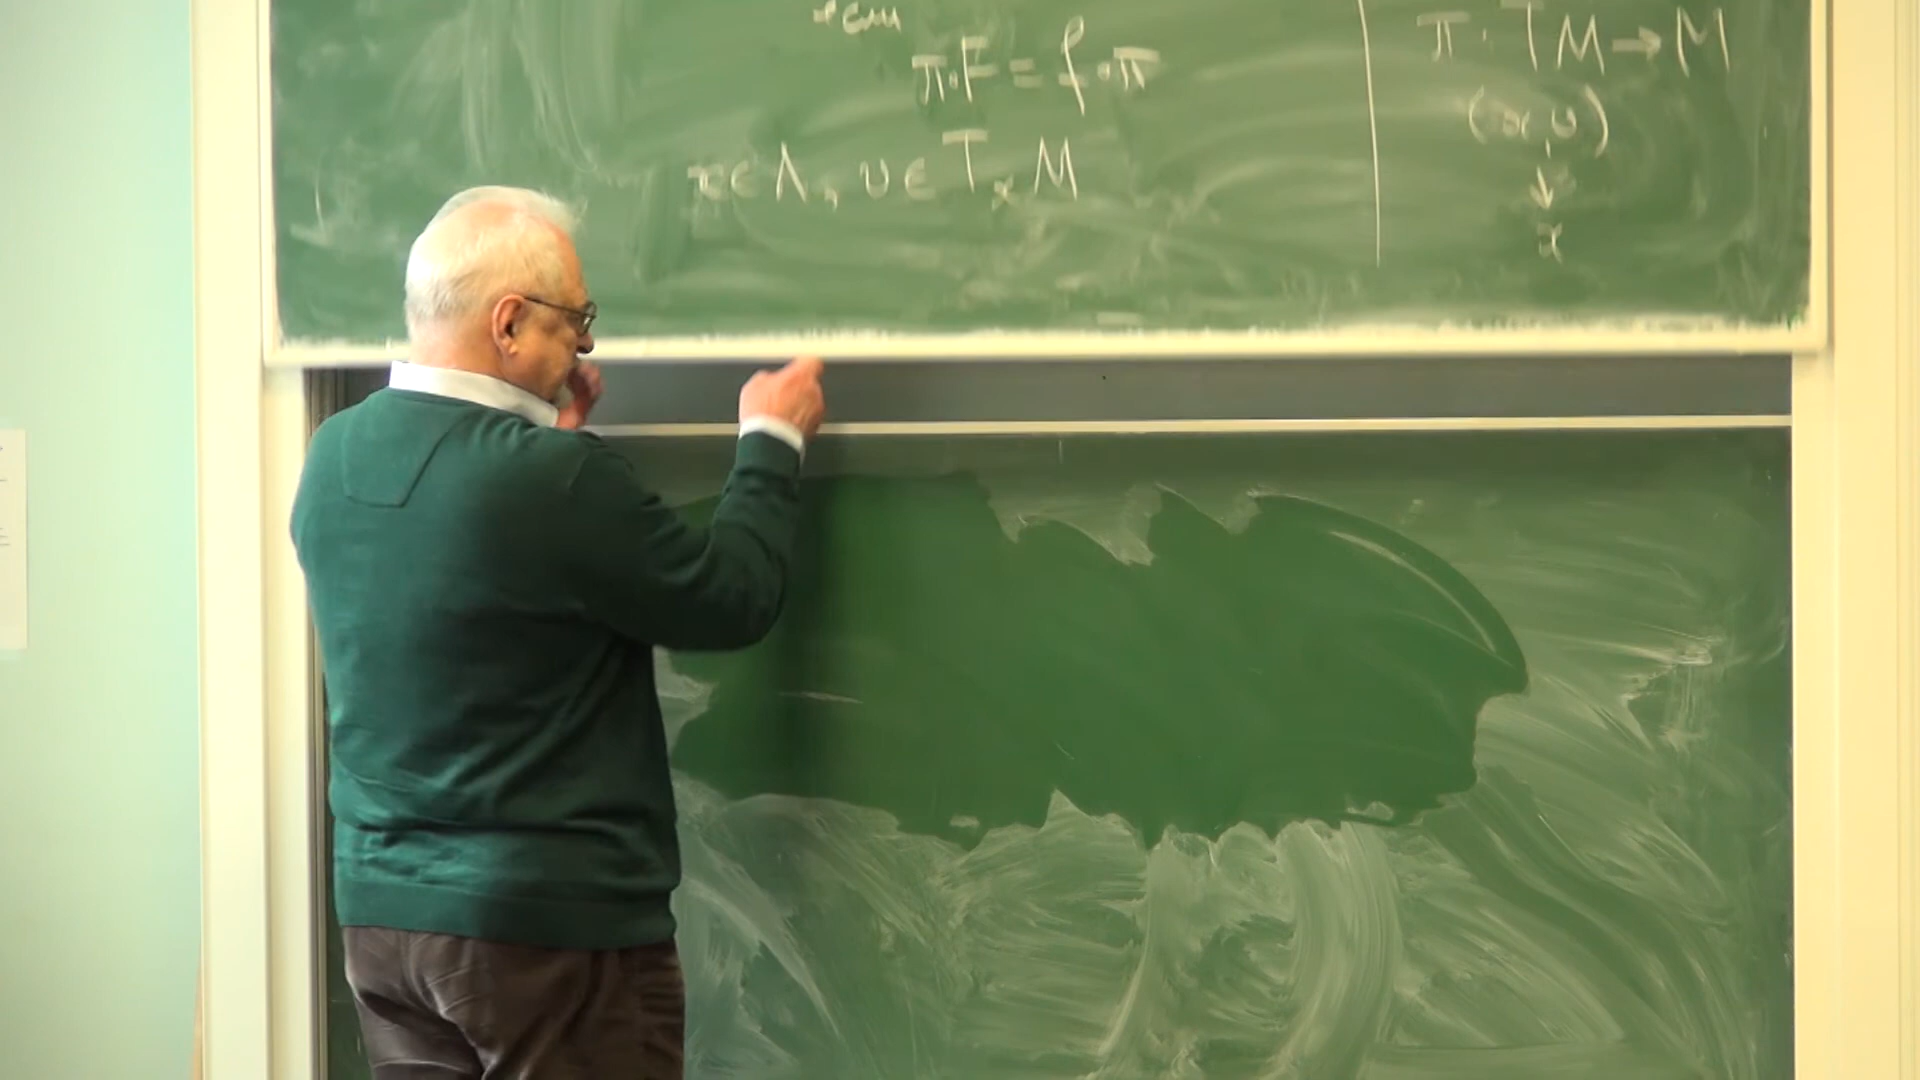 π∘F = f∘π
x ∈ Λ, υ ∈ TₓM
π : TM → M
(x, υ)
↓
x